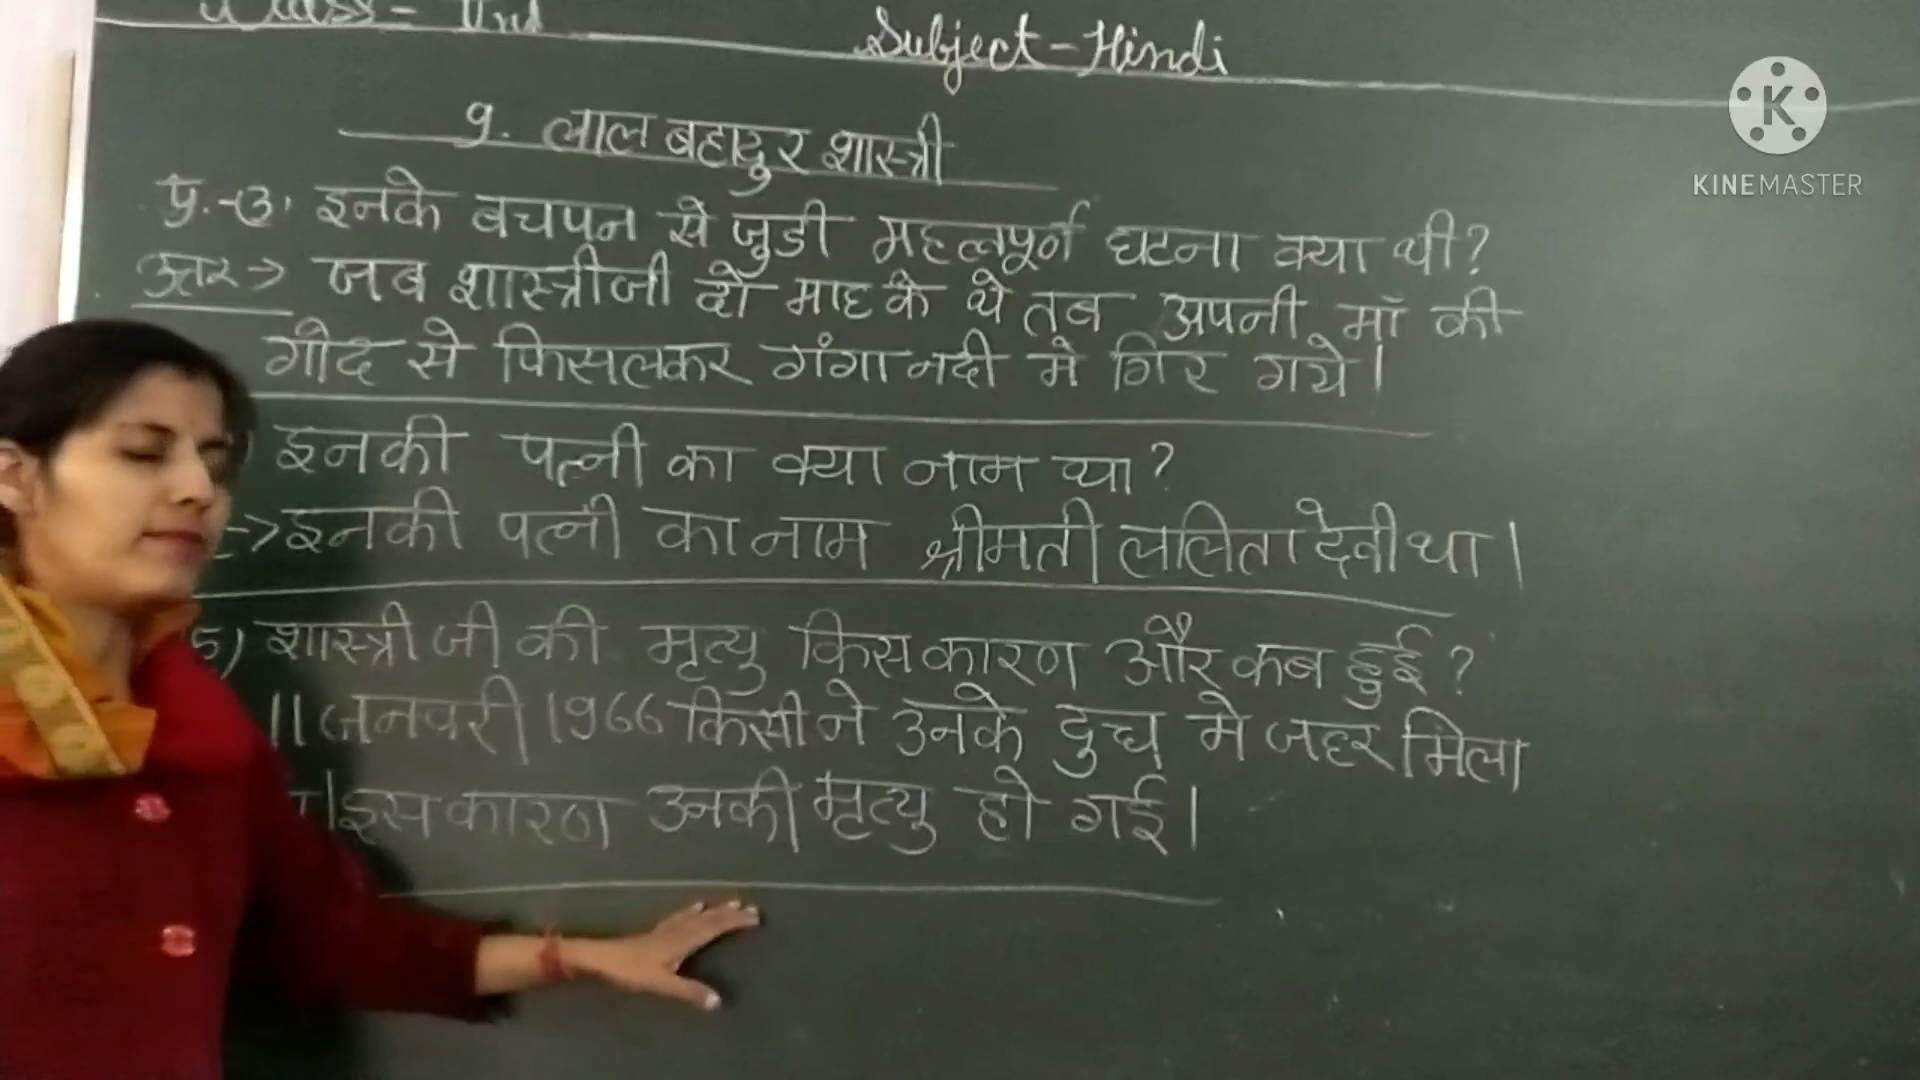 Subject-Hindi
9. लाल बहादुर शास्त्री
प्र.-3. इनके बचपन से जुडी महत्वपूर्न घटना क्या थी?
उत्तर-> जब शास्त्रीजी दो माह के थे तब अपनी माँ की
गोद से फिसलकर गंगा नदी मे गिर गये।
इनकी पत्नी का क्या नाम था?
->इनकी पत्नी का नाम श्रीमती ललिता देवी था।
5) शास्त्री जी की मृत्यु किस कारण और कब हुई?
11 जनवरी 1966 किसी ने उनके दुध मे जहर मिला
।इस कारण उनकी मृत्यु हो गई।
K
KINEMASTER